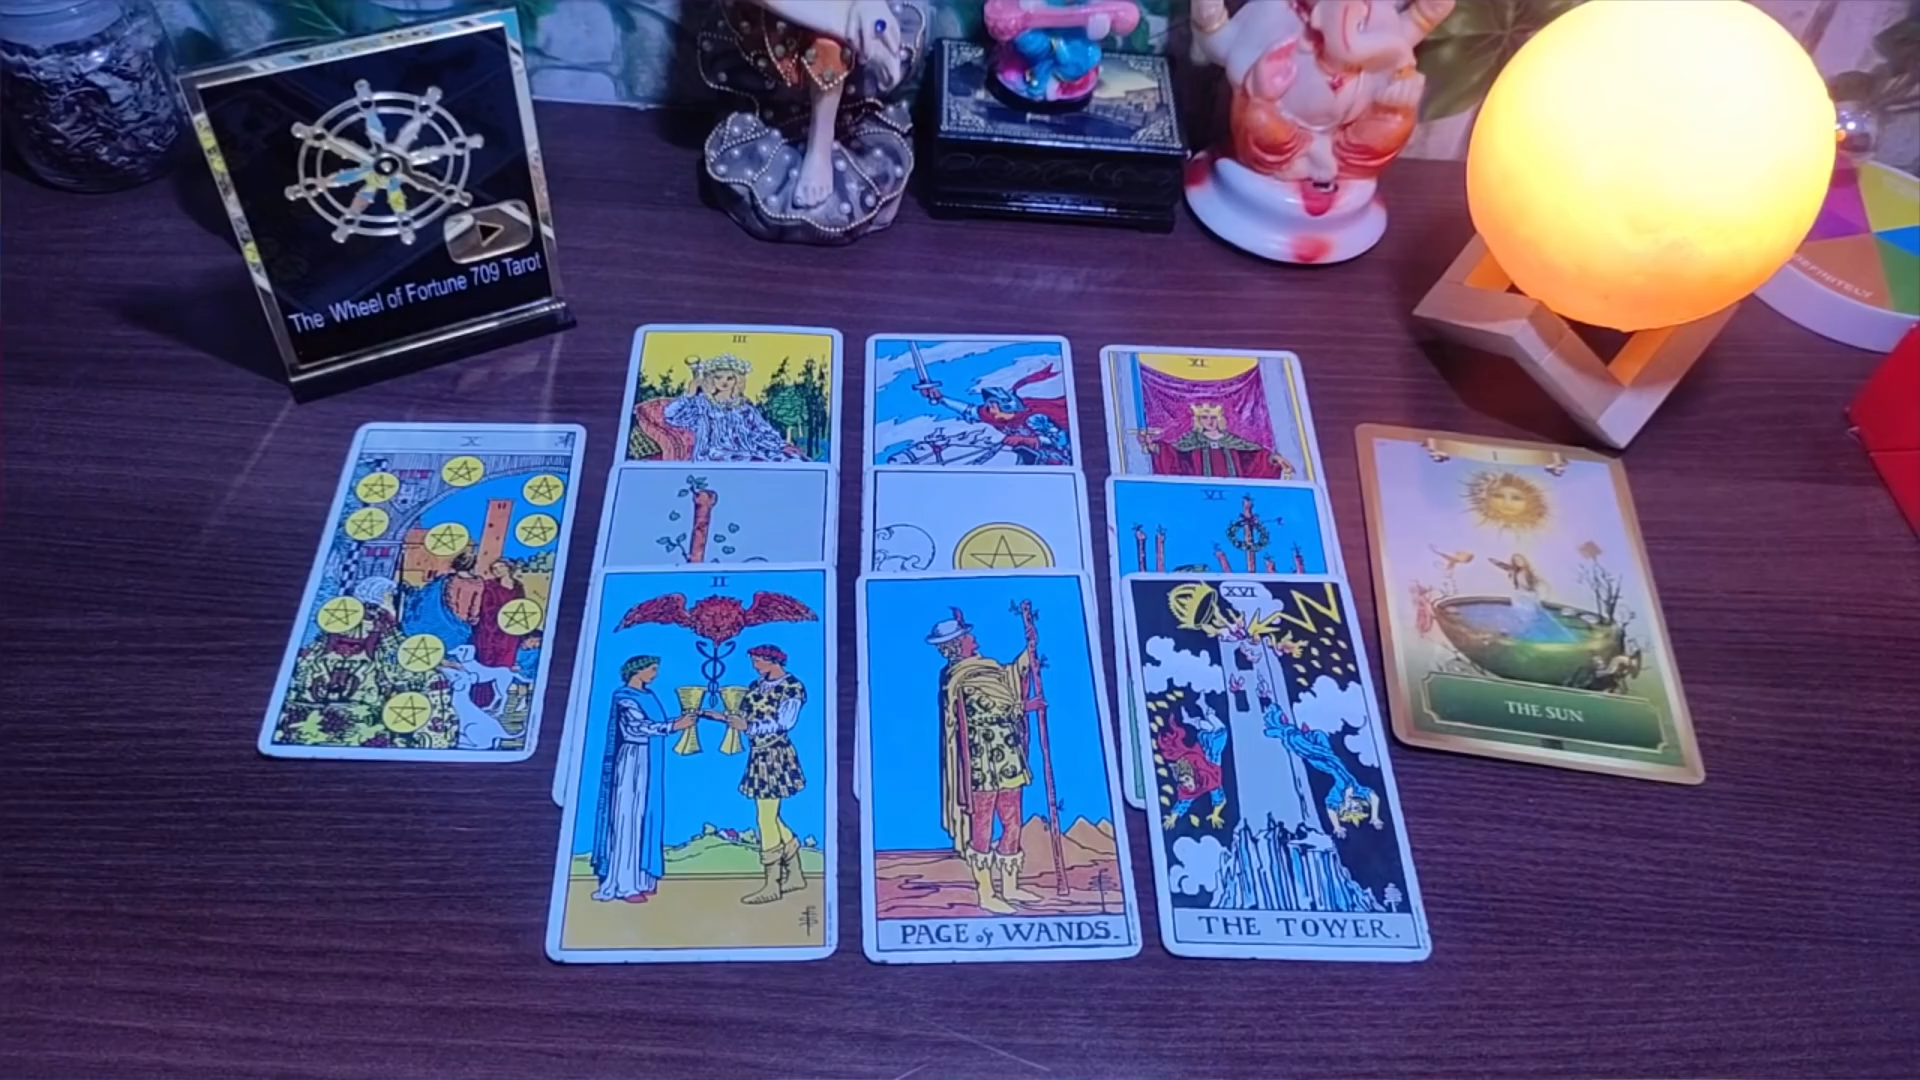 The Wheel of Fortune 709 Tarot
III
XI
X
VI
I
II
XVI
THE SUN
PAGE of WANDS.
THE TOWER.